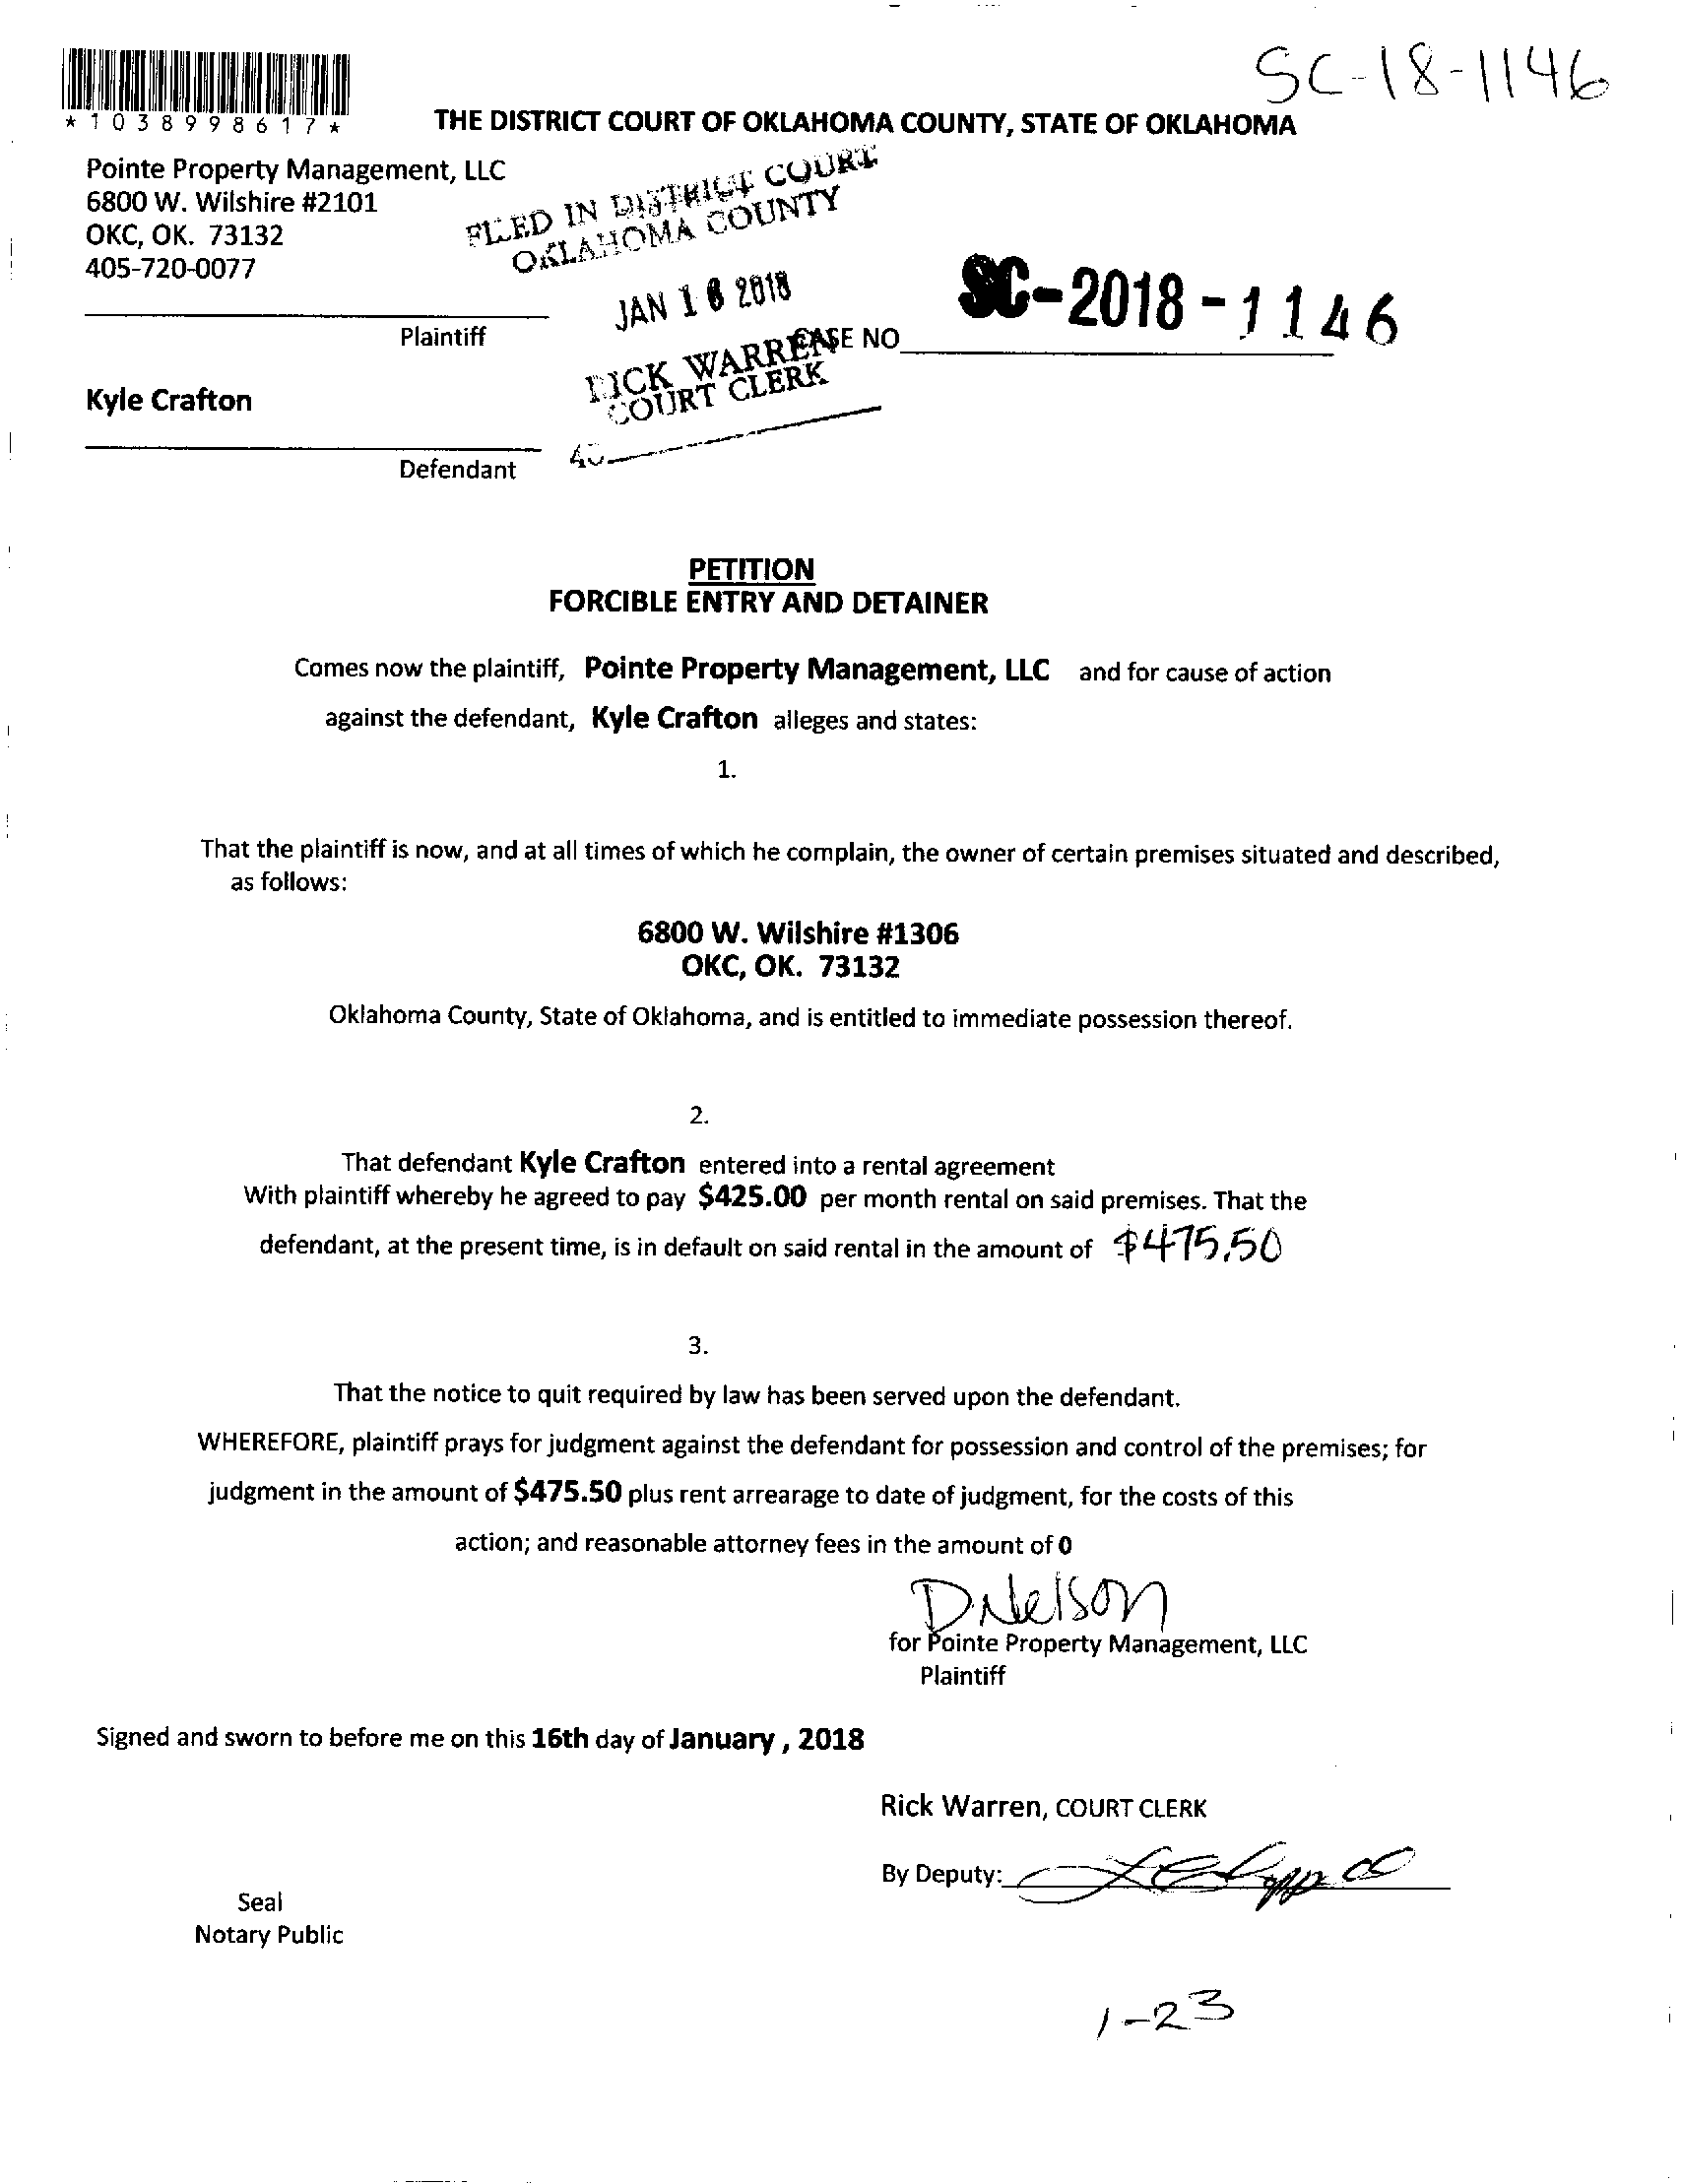 SC-18-1146
*1038998617*
THE DISTRICT COURT OF OKLAHOMA COUNTY, STATE OF OKLAHOMA
Pointe Property Management, LLC
6800 W. Wilshire #2101
OKC, OK. 73132
405-720-0077
FILED IN DISTRICT COURT
OKLAHOMA COUNTY
JAN 16 2018
SC-2018-1146
Plaintiff
CASE NO
RICK WARREN
COURT CLERK
Kyle Crafton
Defendant
PETITION
FORCIBLE ENTRY AND DETAINER
Comes now the plaintiff, Pointe Property Management, LLC and for cause of action
against the defendant, Kyle Crafton alleges and states:
1.
That the plaintiff is now, and at all times of which he complain, the owner of certain premises situated and described,
as follows:
6800 W. Wilshire #1306
OKC, OK. 73132
Oklahoma County, State of Oklahoma, and is entitled to immediate possession thereof.
2.
That defendant Kyle Crafton entered into a rental agreement
With plaintiff whereby he agreed to pay $425.00 per month rental on said premises. That the
defendant, at the present time, is in default on said rental in the amount of $475.50
3.
That the notice to quit required by law has been served upon the defendant.
WHEREFORE, plaintiff prays for judgment against the defendant for possession and control of the premises; for
judgment in the amount of $475.50 plus rent arrearage to date of judgment, for the costs of this
action; and reasonable attorney fees in the amount of 0
DNelson
for Pointe Property Management, LLC
Plaintiff
Signed and sworn to before me on this 16th day of January , 2018
Rick Warren, COURT CLERK
By Deputy:
Seal
Notary Public
1-23